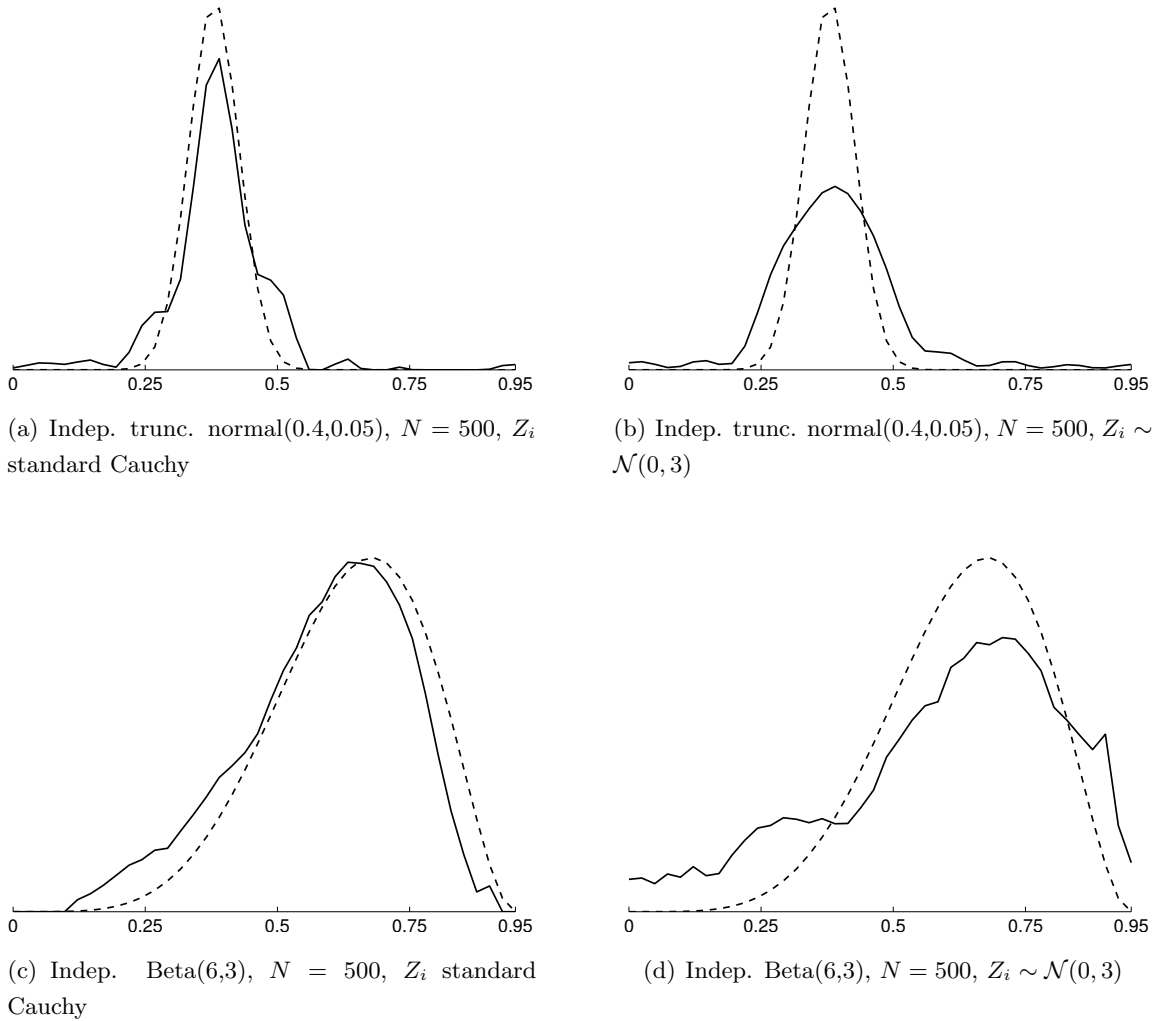 0 0.25 0.5 0.75 0.95
0 0.25 0.5 0.75 0.95
(a) Indep. trunc. normal(0.4,0.05), N = 500, Z_i
standard Cauchy
(b) Indep. trunc. normal(0.4,0.05), N = 500, Z_i ∼
𝒩(0, 3)
0 0.25 0.5 0.75 0.95
0 0.25 0.5 0.75 0.95
(c) Indep. Beta(6,3), N = 500, Z_i standard
Cauchy
(d) Indep. Beta(6,3), N = 500, Z_i ∼ 𝒩(0, 3)